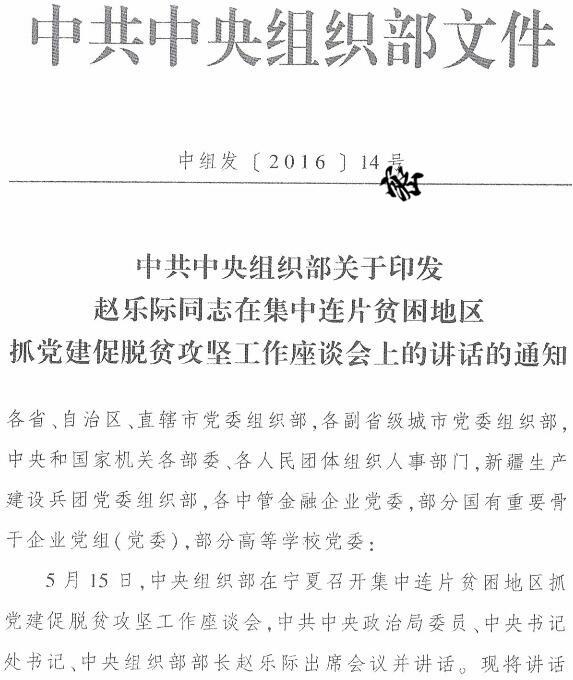 中共中央组织部文件
中组发〔2016〕14号
中共中央组织部关于印发
赵乐际同志在集中连片贫困地区
抓党建促脱贫攻坚工作座谈会上的讲话的通知
各省、自治区、直辖市党委组织部,各副省级城市党委组织部,
中央和国家机关各部委、各人民团体组织人事部门,新疆生产
建设兵团党委组织部,各中管金融企业党委,部分国有重要骨
干企业党组(党委),部分高等学校党委:
5月15日,中央组织部在宁夏召开集中连片贫困地区抓
党建促脱贫攻坚工作座谈会,中共中央政治局委员、中央书记
处书记、中央组织部部长赵乐际出席会议并讲话。现将讲话